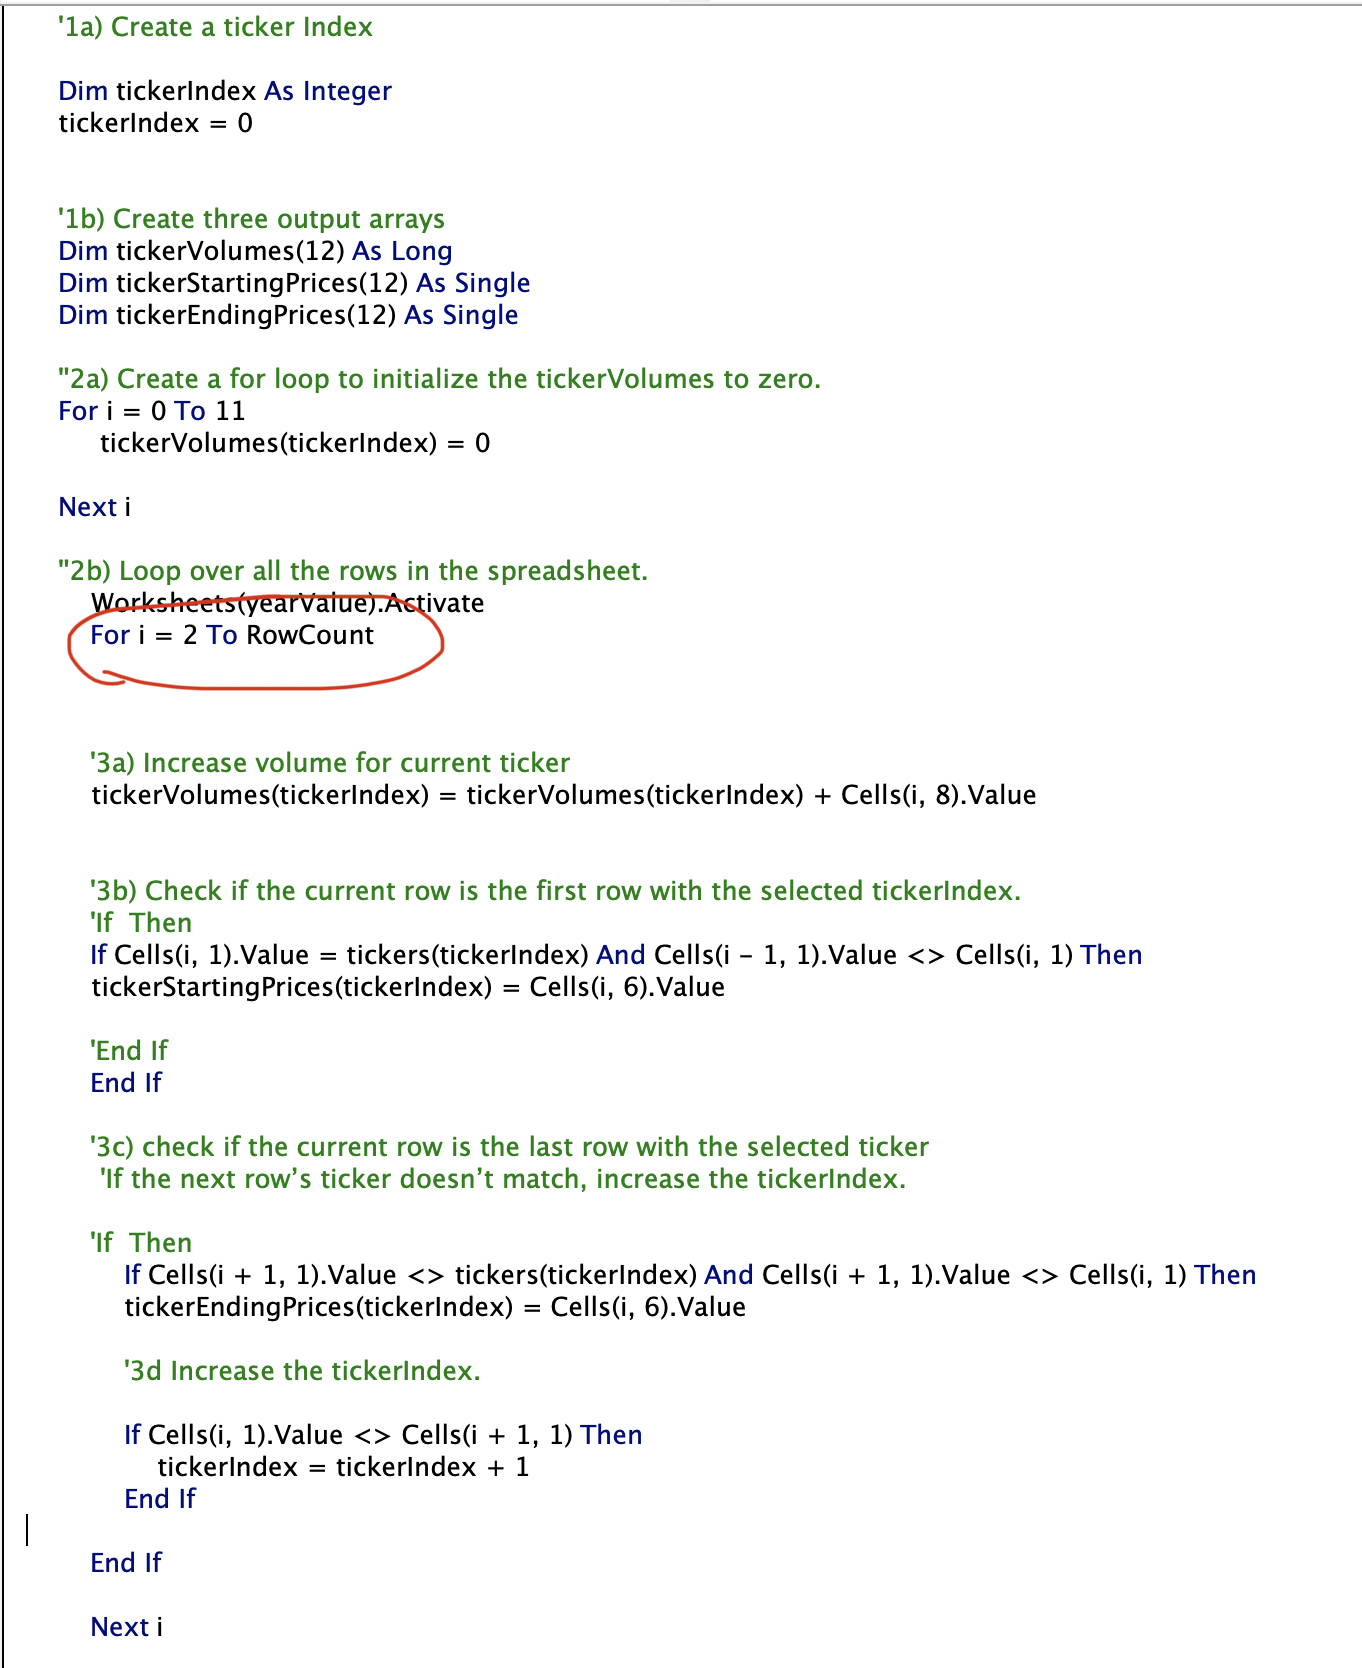 '1a) Create a ticker Index
Dim tickerIndex As Integer
tickerIndex = 0
'1b) Create three output arrays
Dim tickerVolumes(12) As Long
Dim tickerStartingPrices(12) As Single
Dim tickerEndingPrices(12) As Single
''2a) Create a for loop to initialize the tickerVolumes to zero.
For i = 0 To 11
tickerVolumes(tickerIndex) = 0
Next i
''2b) Loop over all the rows in the spreadsheet.
Worksheets(yearValue).Activate
For i = 2 To RowCount
'3a) Increase volume for current ticker
tickerVolumes(tickerIndex) = tickerVolumes(tickerIndex) + Cells(i, 8).Value
'3b) Check if the current row is the first row with the selected tickerIndex.
'If  Then
If Cells(i, 1).Value = tickers(tickerIndex) And Cells(i - 1, 1).Value <> Cells(i, 1) Then
tickerStartingPrices(tickerIndex) = Cells(i, 6).Value
'End If
End If
'3c) check if the current row is the last row with the selected ticker
'If the next row’s ticker doesn’t match, increase the tickerIndex.
'If  Then
If Cells(i + 1, 1).Value <> tickers(tickerIndex) And Cells(i + 1, 1).Value <> Cells(i, 1) Then
tickerEndingPrices(tickerIndex) = Cells(i, 6).Value
'3d Increase the tickerIndex.
If Cells(i, 1).Value <> Cells(i + 1, 1) Then
tickerIndex = tickerIndex + 1
End If
End If
Next i